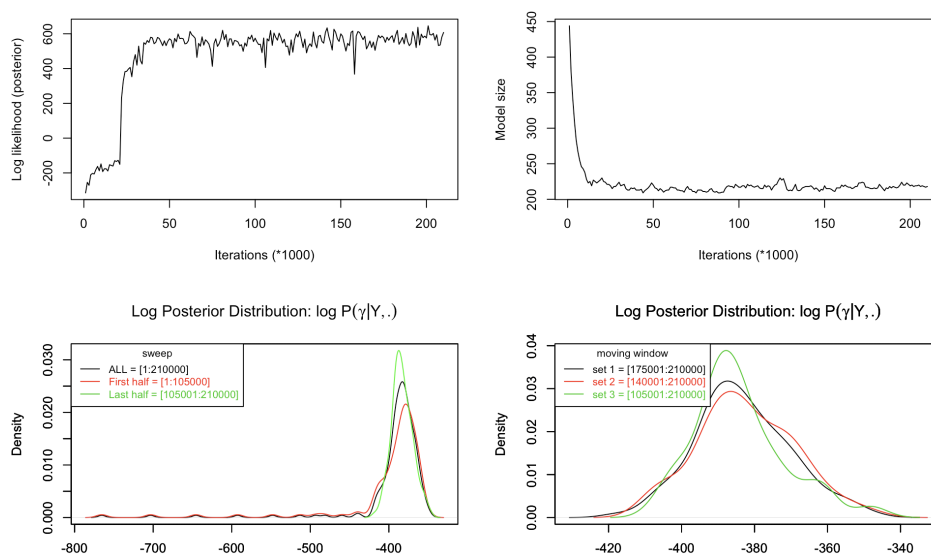 Log likelihood (posterior)
600
400
200
0
-200
0
50
100
150
200
Iterations (*1000)
Model size
450
400
350
300
250
200
0
50
100
150
200
Iterations (*1000)
Log Posterior Distribution: log P(γ|Y,.)
Density
0.030
0.020
0.010
0.000
sweep
ALL = [1:210000]
First half = [1:105000]
Last half = [105001:210000]
-800
-700
-600
-500
-400
Log Posterior Distribution: log P(γ|Y,.)
Density
0.04
0.03
0.02
0.01
0.00
moving window
set 1 = [175001:210000]
set 2 = [140001:210000]
set 3 = [105001:210000]
-420
-400
-380
-360
-340